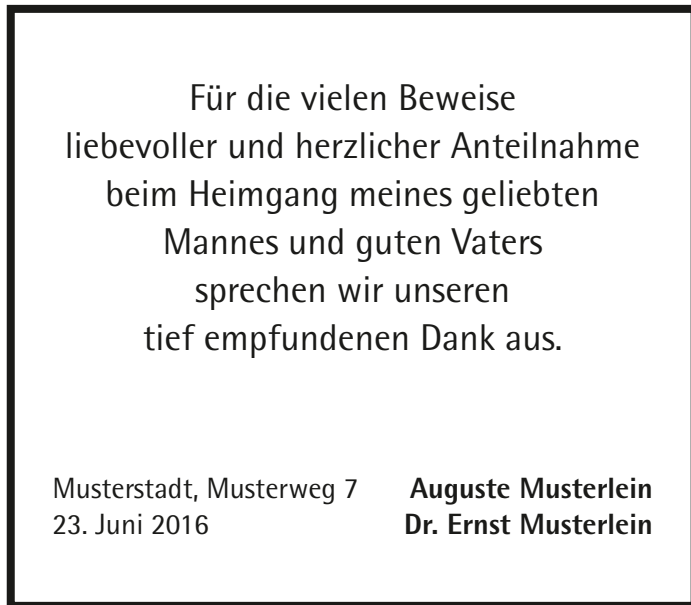 Für die vielen Beweise
liebevoller und herzlicher Anteilnahme
beim Heimgang meines geliebten
Mannes und guten Vaters
sprechen wir unseren
tief empfundenen Dank aus.
Musterstadt, Musterweg 7 Auguste Musterlein
23. Juni 2016 Dr. Ernst Musterlein